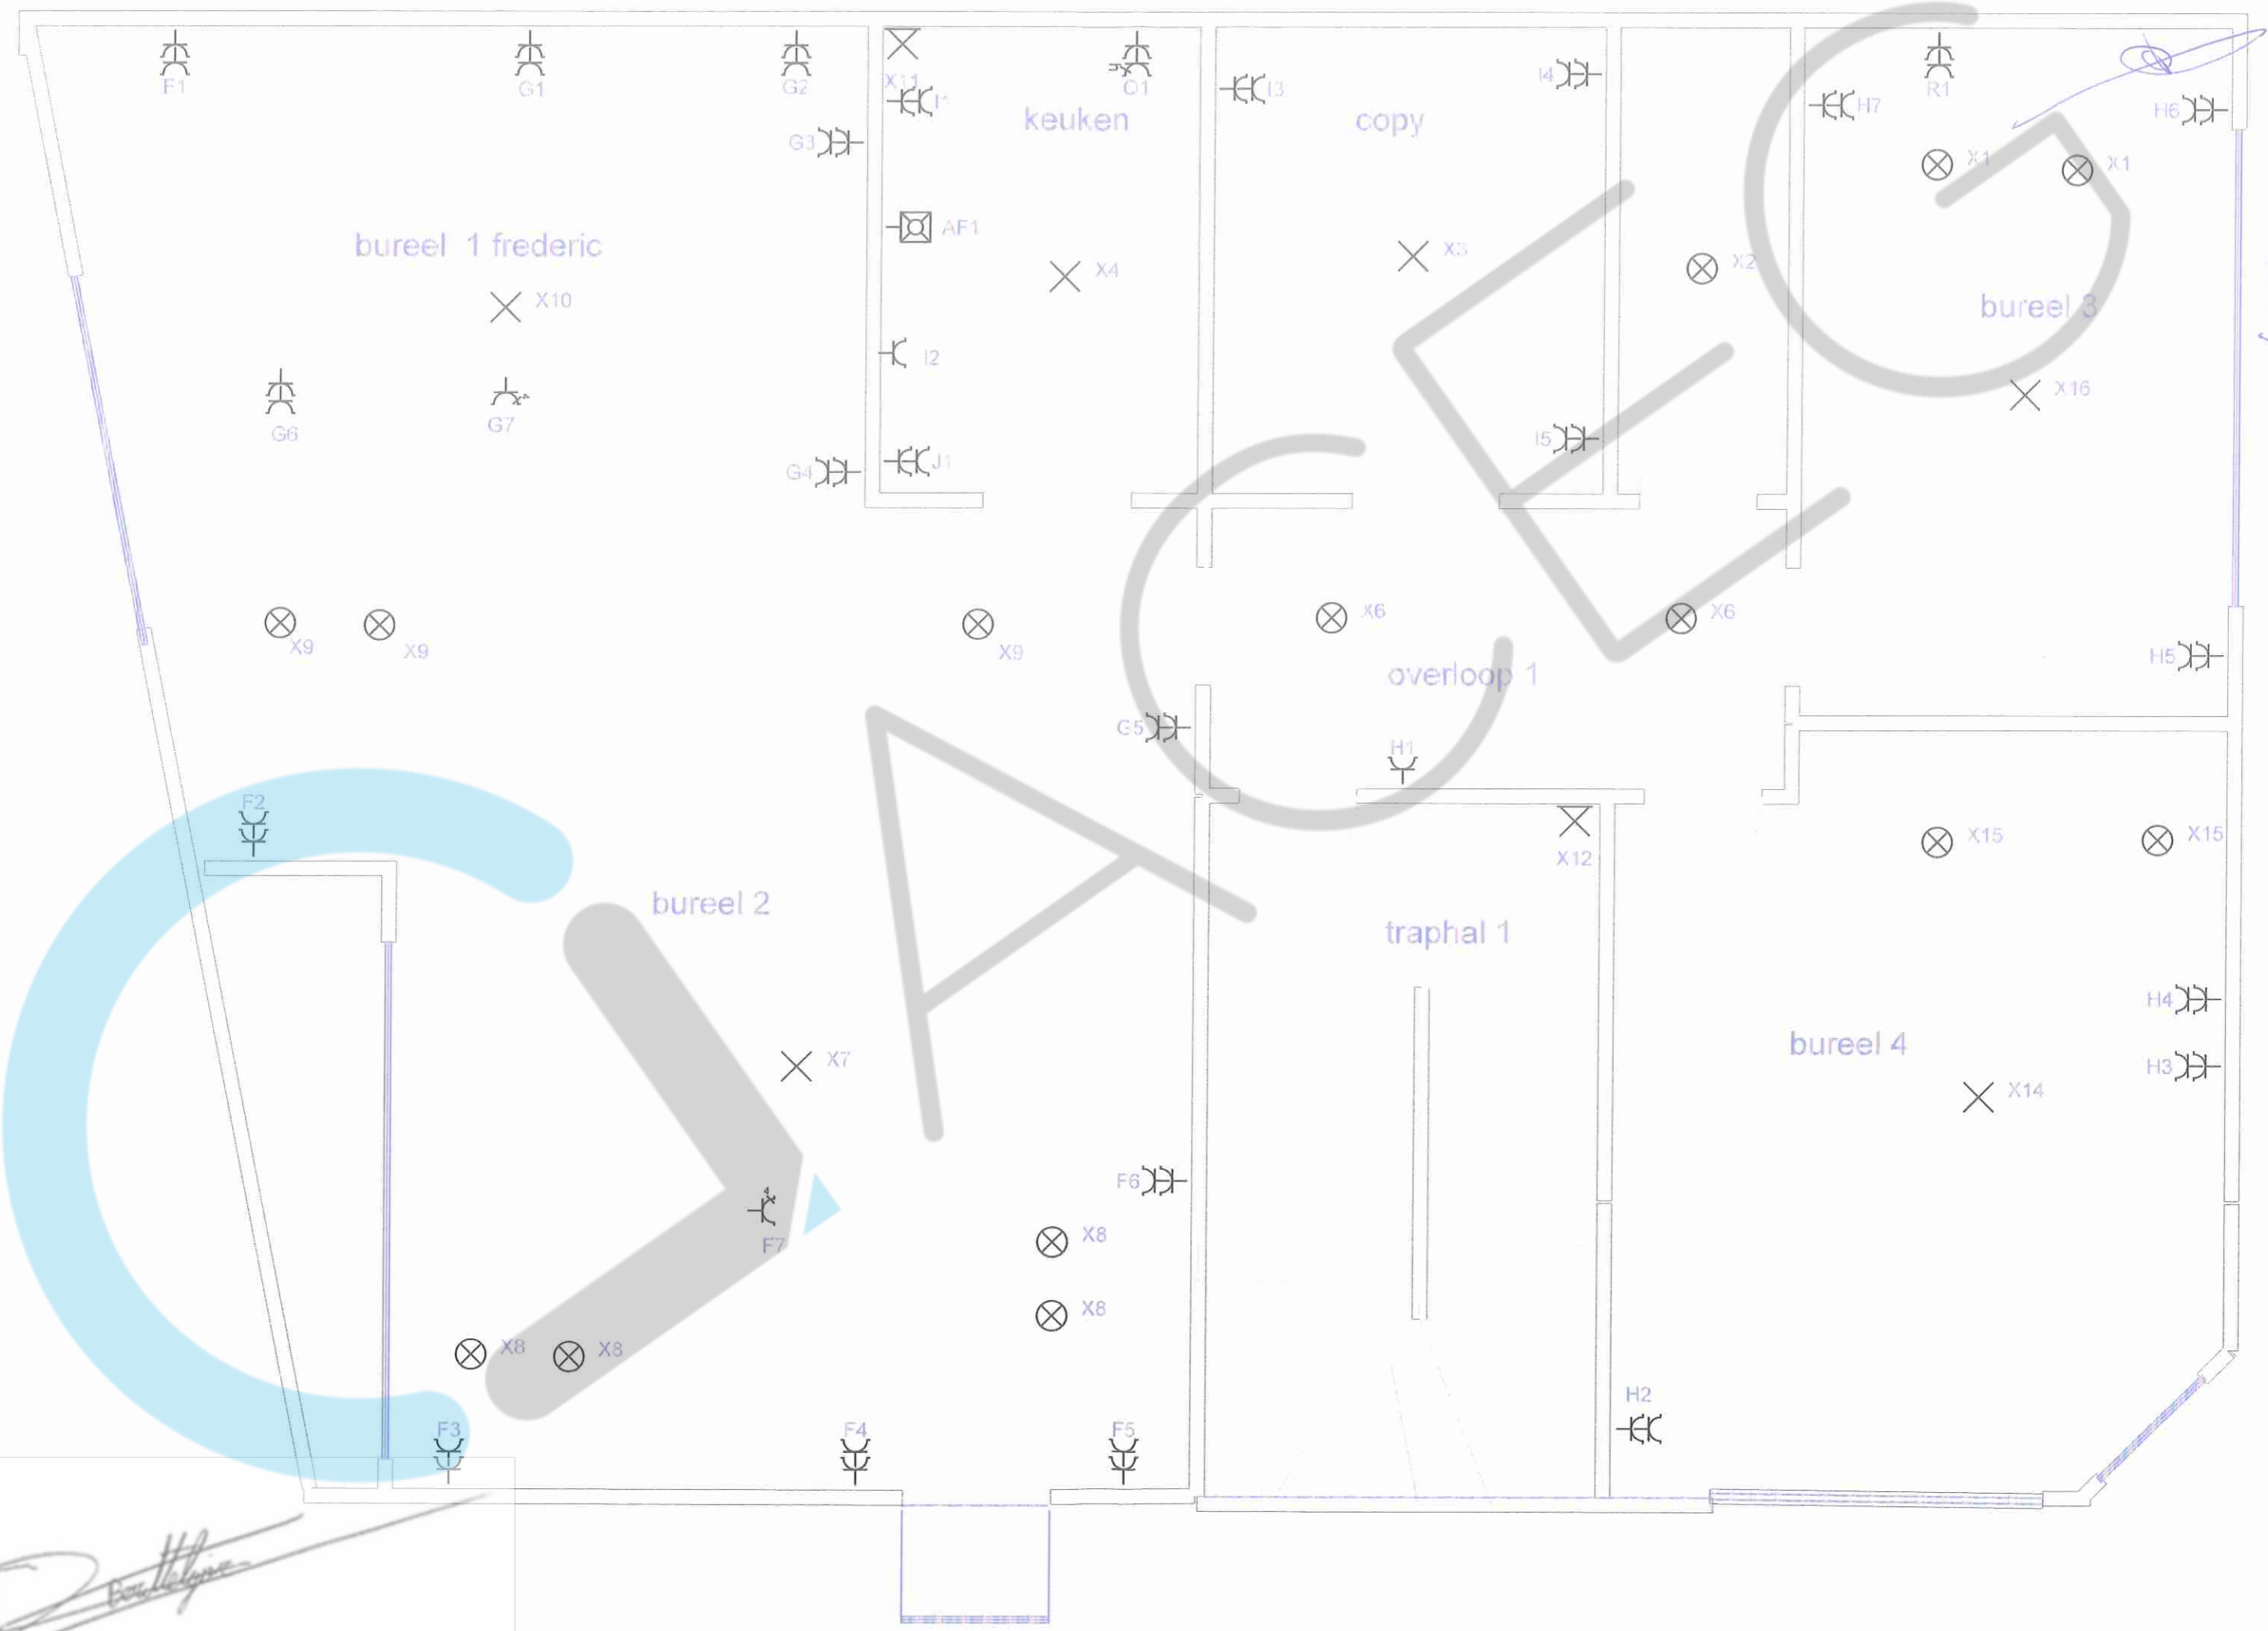 F1
G1
G2
X11
I1
O1
I3
I4
R1
H7
H6
keuken
copy
G3
X1
X1
AF1
bureel 1 frederic
X4
X3
X2
bureel 3
X10
I2
X16
G6
G7
G4
J1
I5
X9
X9
X9
X6
X6
H5
overloop 1
G5
H1
F2
X12
X15
X15
bureel 2
traphal 1
H4
bureel 4
X7
H3
X14
F6
F7
X8
X8
X8
X8
H2
F3
F4
F5
CACEG